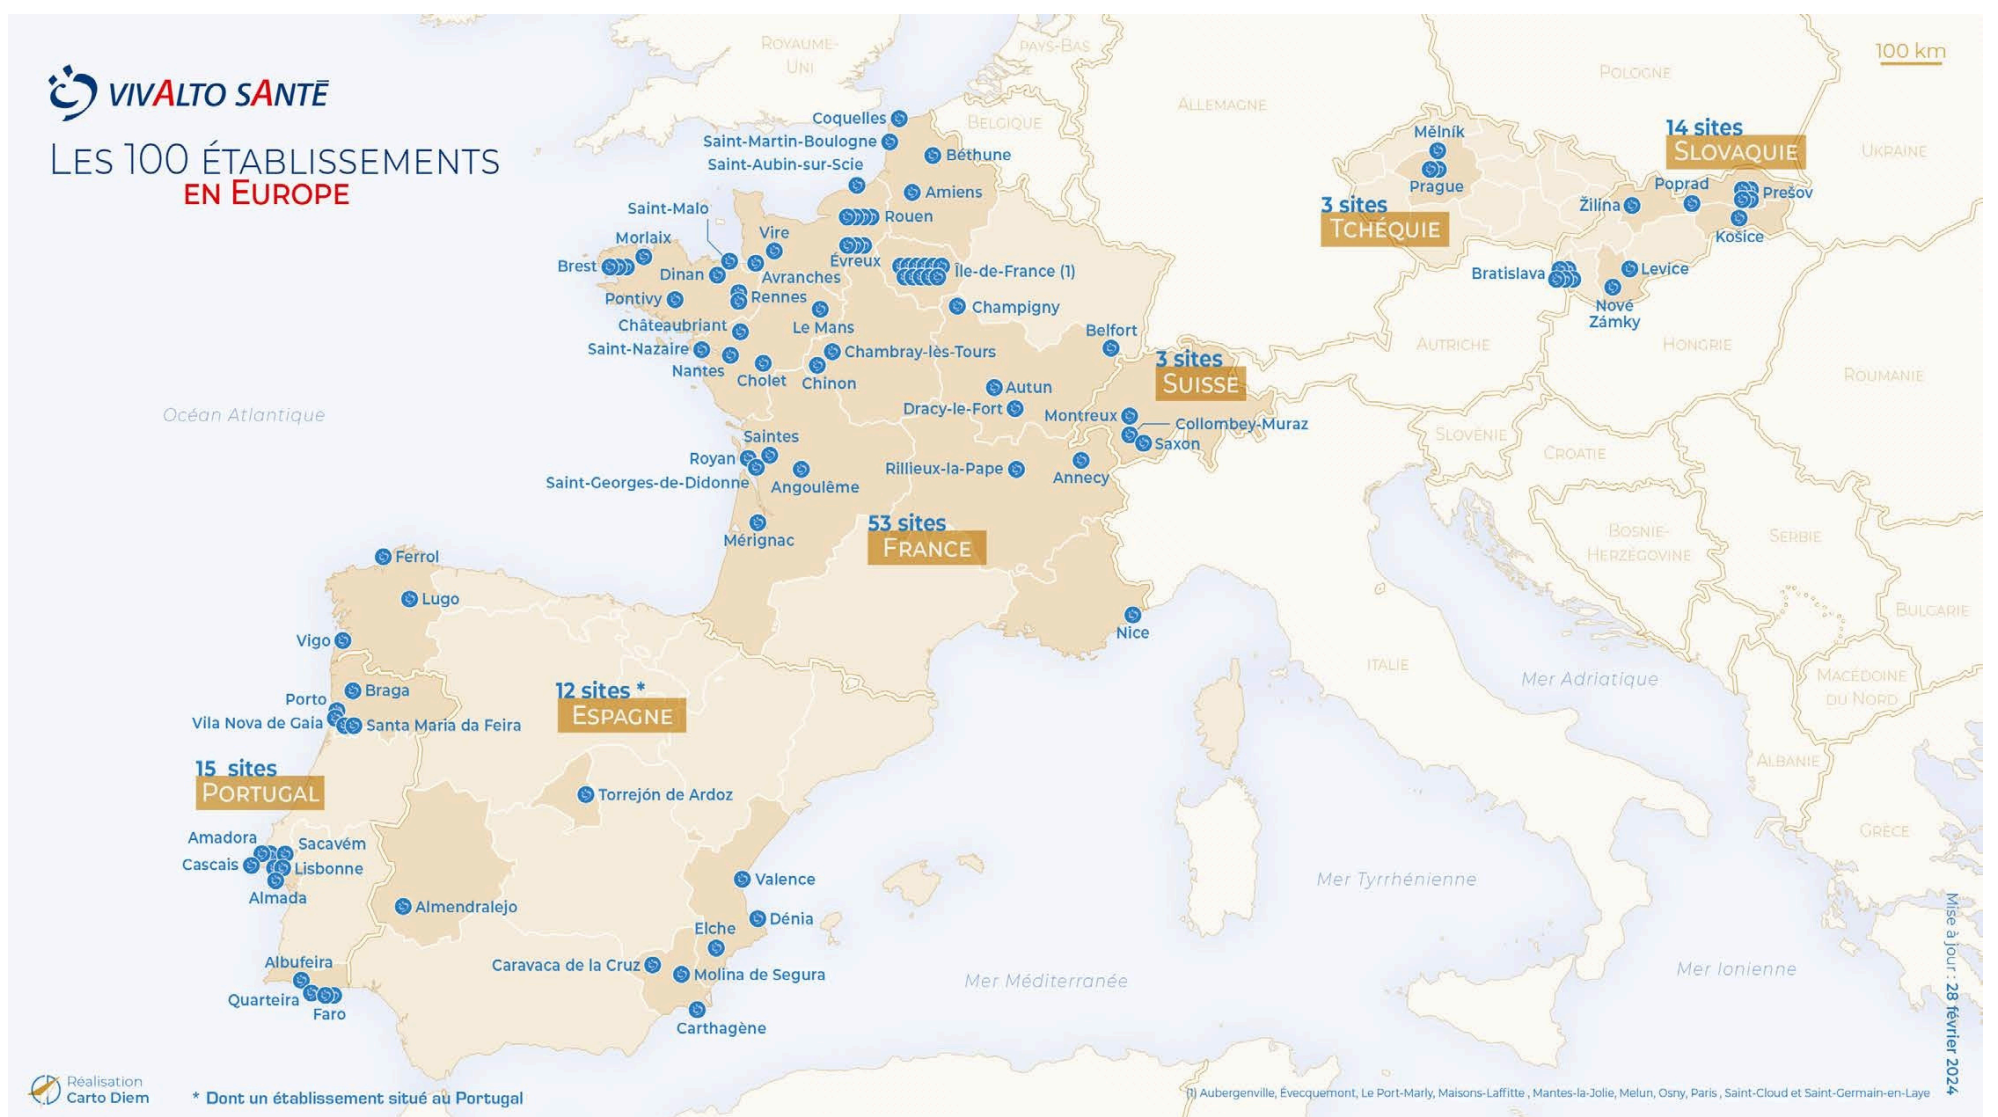 VIVALTO SANTÉ
LES 100 ÉTABLISSEMENTS
EN EUROPE
100 km
ROYAUME-
UNI
PAYS-BAS
BELGIQUE
ALLEMAGNE
POLOGNE
UKRAINE
AUTRICHE
HONGRIE
ROUMANIE
SLOVÉNIE
CROATIE
BOSNIE-
HERZÉGOVINE
SERBIE
BULGARIE
MACÉDOINE
DU NORD
ALBANIE
GRÈCE
ITALIE
Océan Atlantique
Mer Adriatique
Mer Tyrrhénienne
Mer Ionienne
Mer Méditerranée
Coquelles
Saint-Martin-Boulogne
Saint-Aubin-sur-Scie
Béthune
Amiens
Rouen
Saint-Malo
Vire
Morlaix
Évreux
Brest
Dinan
Avranches
Île-de-France (1)
Pontivy
Rennes
Champigny
Châteaubriant
Le Mans
Belfort
Saint-Nazaire
Chambray-lès-Tours
Nantes
Cholet
Chinon
Autun
Dracy-le-Fort
Saintes
Royan
Saint-Georges-de-Didonne
Angoulême
Rillieux-la-Pape
Annecy
Mérignac
53 sites
FRANCE
Nice
3 sites
SUISSE
Montreux
Collombey-Muraz
Saxon
Mělník
Prague
3 sites
TCHÉQUIE
14 sites
SLOVAQUIE
Poprad
Prešov
Žilina
Košice
Bratislava
Levice
Nové
Zámky
Ferrol
Lugo
Vigo
12 sites *
ESPAGNE
Torrejón de Ardoz
Valence
Almendralejo
Dénia
Elche
Caravaca de la Cruz
Molina de Segura
Carthagène
Braga
Porto
Vila Nova de Gaia
Santa Maria da Feira
15 sites
PORTUGAL
Amadora
Sacavém
Cascais
Lisbonne
Almada
Albufeira
Quarteira
Faro
Mise à jour : 28 février 2024
Réalisation
Carto Diem
* Dont un établissement situé au Portugal
(1) Aubergenville, Évecquemont, Le Port-Marly, Maisons-Laffitte , Mantes-la-Jolie, Melun, Osny, Paris , Saint-Cloud et Saint-Germain-en-Laye